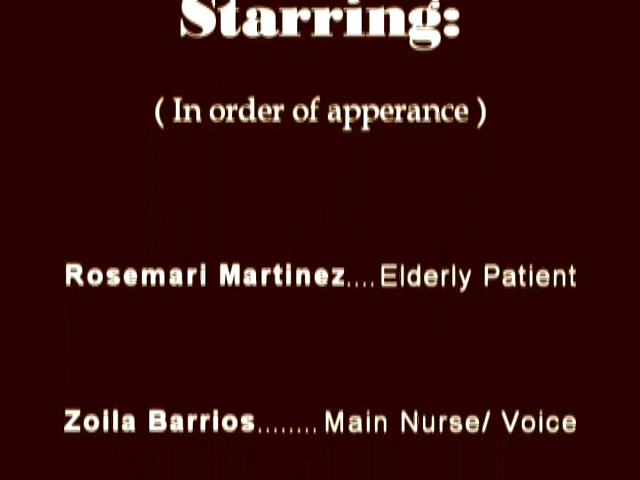 Starring:
( In order of apperance )
Rosemari Martinez....Elderly Patient
Zoila Barrios........Main Nurse/ Voice